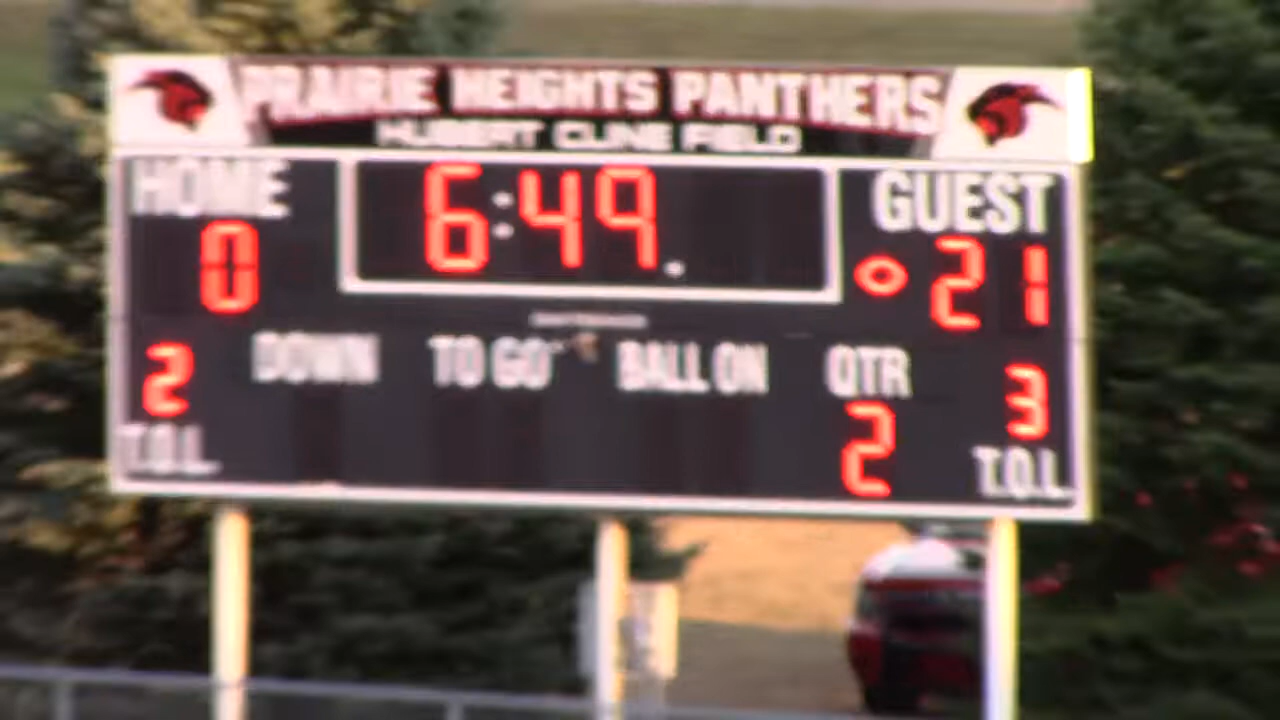 PRAIRIE HEIGHTS PANTHERS
HUBERT CLINE FIELD
HOME 6:49 GUEST
0 21
DOWN TO GO BALL ON QTR
2 2 3
T.O.L. T.O.L.